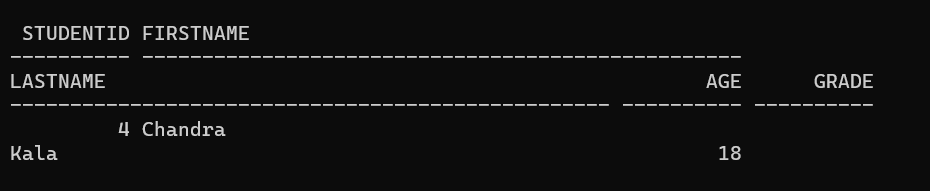 STUDENTID FIRSTNAME
---------- --------------------------------------------------
LASTNAME AGE GRADE
-------------------------------------------------- ---------- ----------
4 Chandra
Kala 18